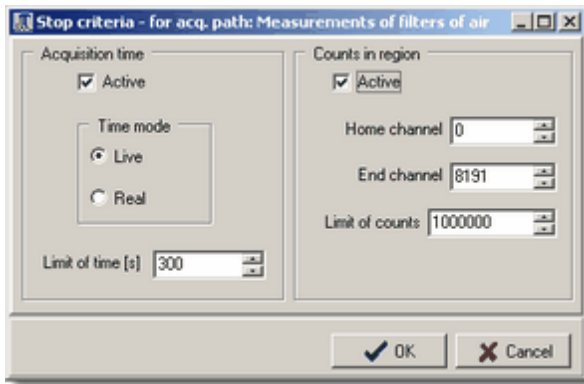 Stop criteria - for acq. path: Measurements of filters of air
Acquisition time
Active
Time mode
Live
Real
Limit of time [s] 300
Counts in region
Active
Home channel 0
End channel 8191
Limit of counts 1000000
OK
Cancel